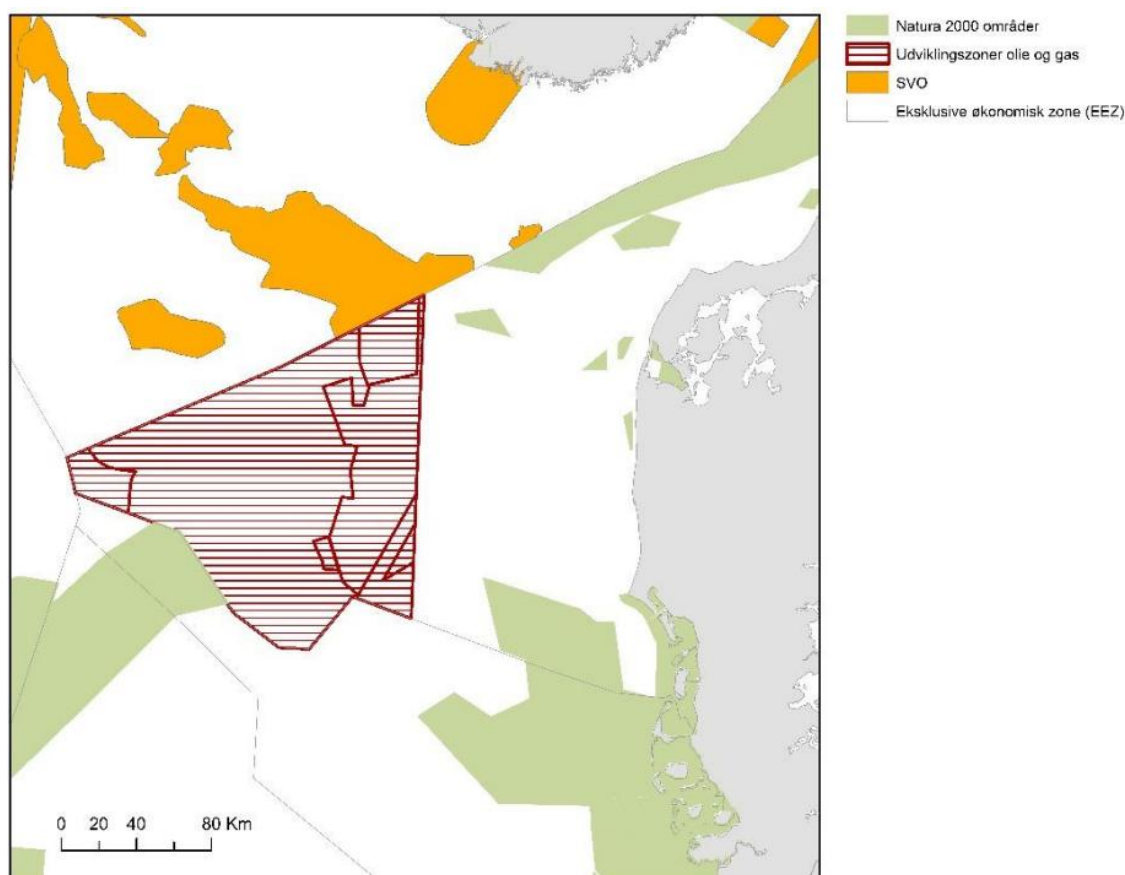 Natura 2000 områder
Udviklingszoner olie og gas
SVO
Eksklusive økonomisk zone (EEZ)
0 20 40 80 Km